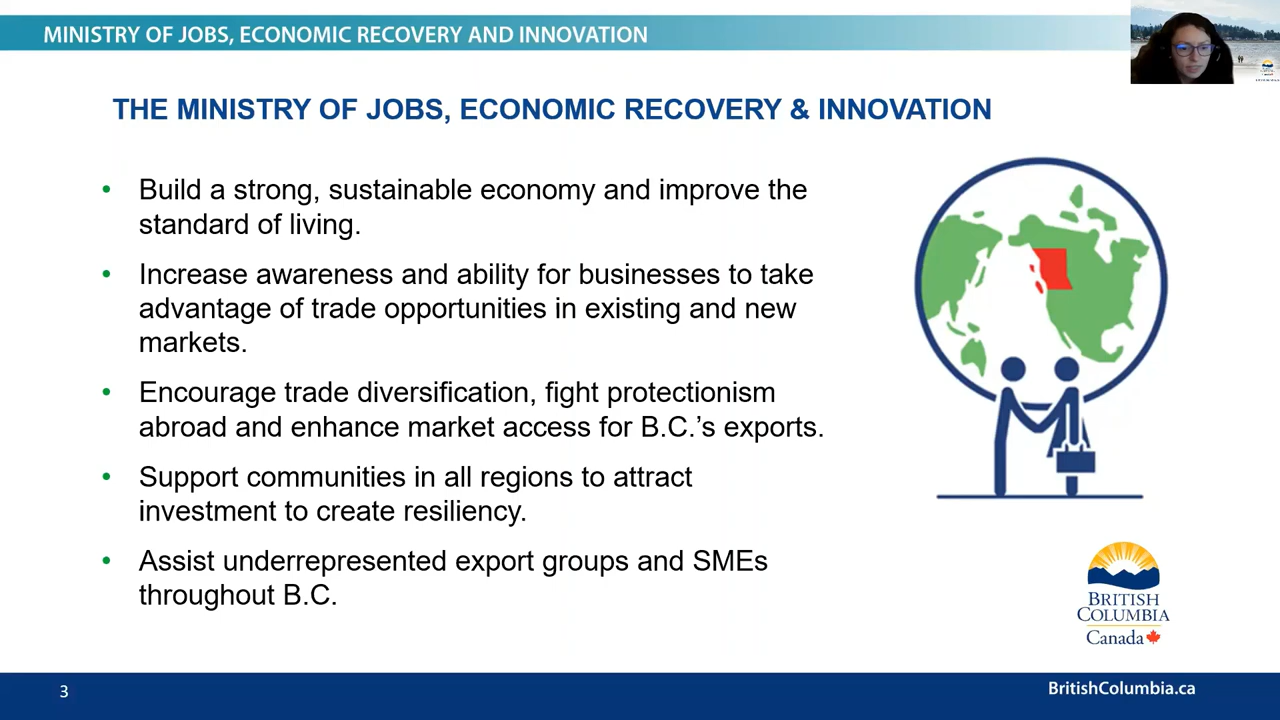 MINISTRY OF JOBS, ECONOMIC RECOVERY AND INNOVATION
THE MINISTRY OF JOBS, ECONOMIC RECOVERY & INNOVATION
• Build a strong, sustainable economy and improve the
standard of living.
• Increase awareness and ability for businesses to take
advantage of trade opportunities in existing and new
markets.
• Encourage trade diversification, fight protectionism
abroad and enhance market access for B.C.’s exports.
• Support communities in all regions to attract
investment to create resiliency.
• Assist underrepresented export groups and SMEs
throughout B.C.
BRITISH
COLUMBIA
Canada
3
BritishColumbia.ca